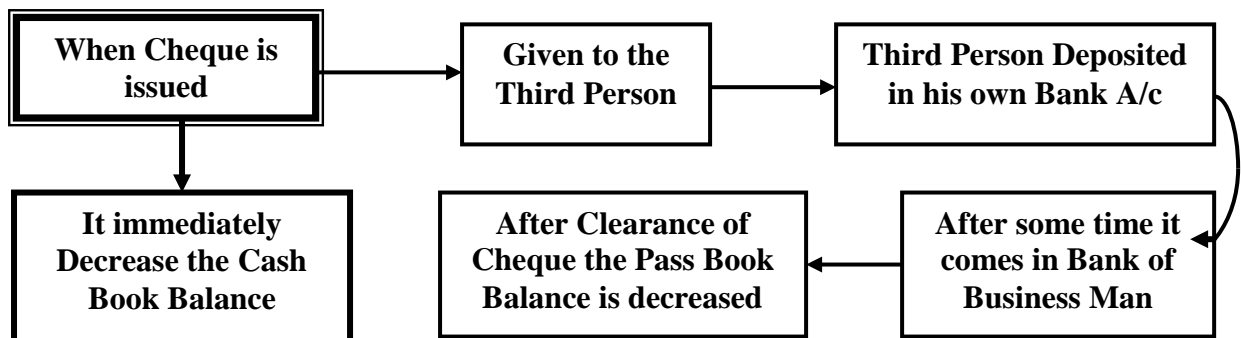 When Cheque is
issued
Given to the
Third Person
Third Person Deposited
in his own Bank A/c
It immediately
Decrease the Cash
Book Balance
After Clearance of
Cheque the Pass Book
Balance is decreased
After some time it
comes in Bank of
Business Man